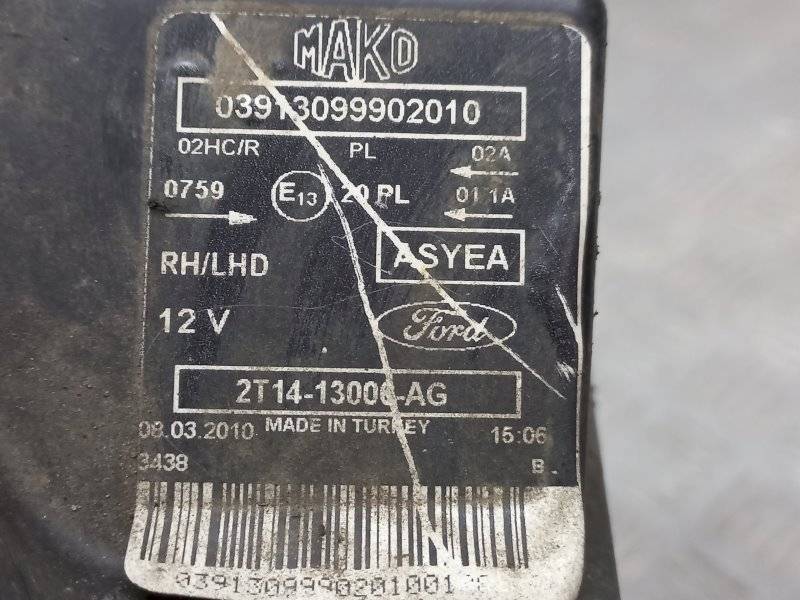 MAKO
03913099902010
02HC/R PL 02A
0759 E13 20 PL 01 1A
RH/LHD ASYEA
12 V Ford
2T14-13006-AG
08.03.2010 MADE IN TURKEY 15:06
3438 B